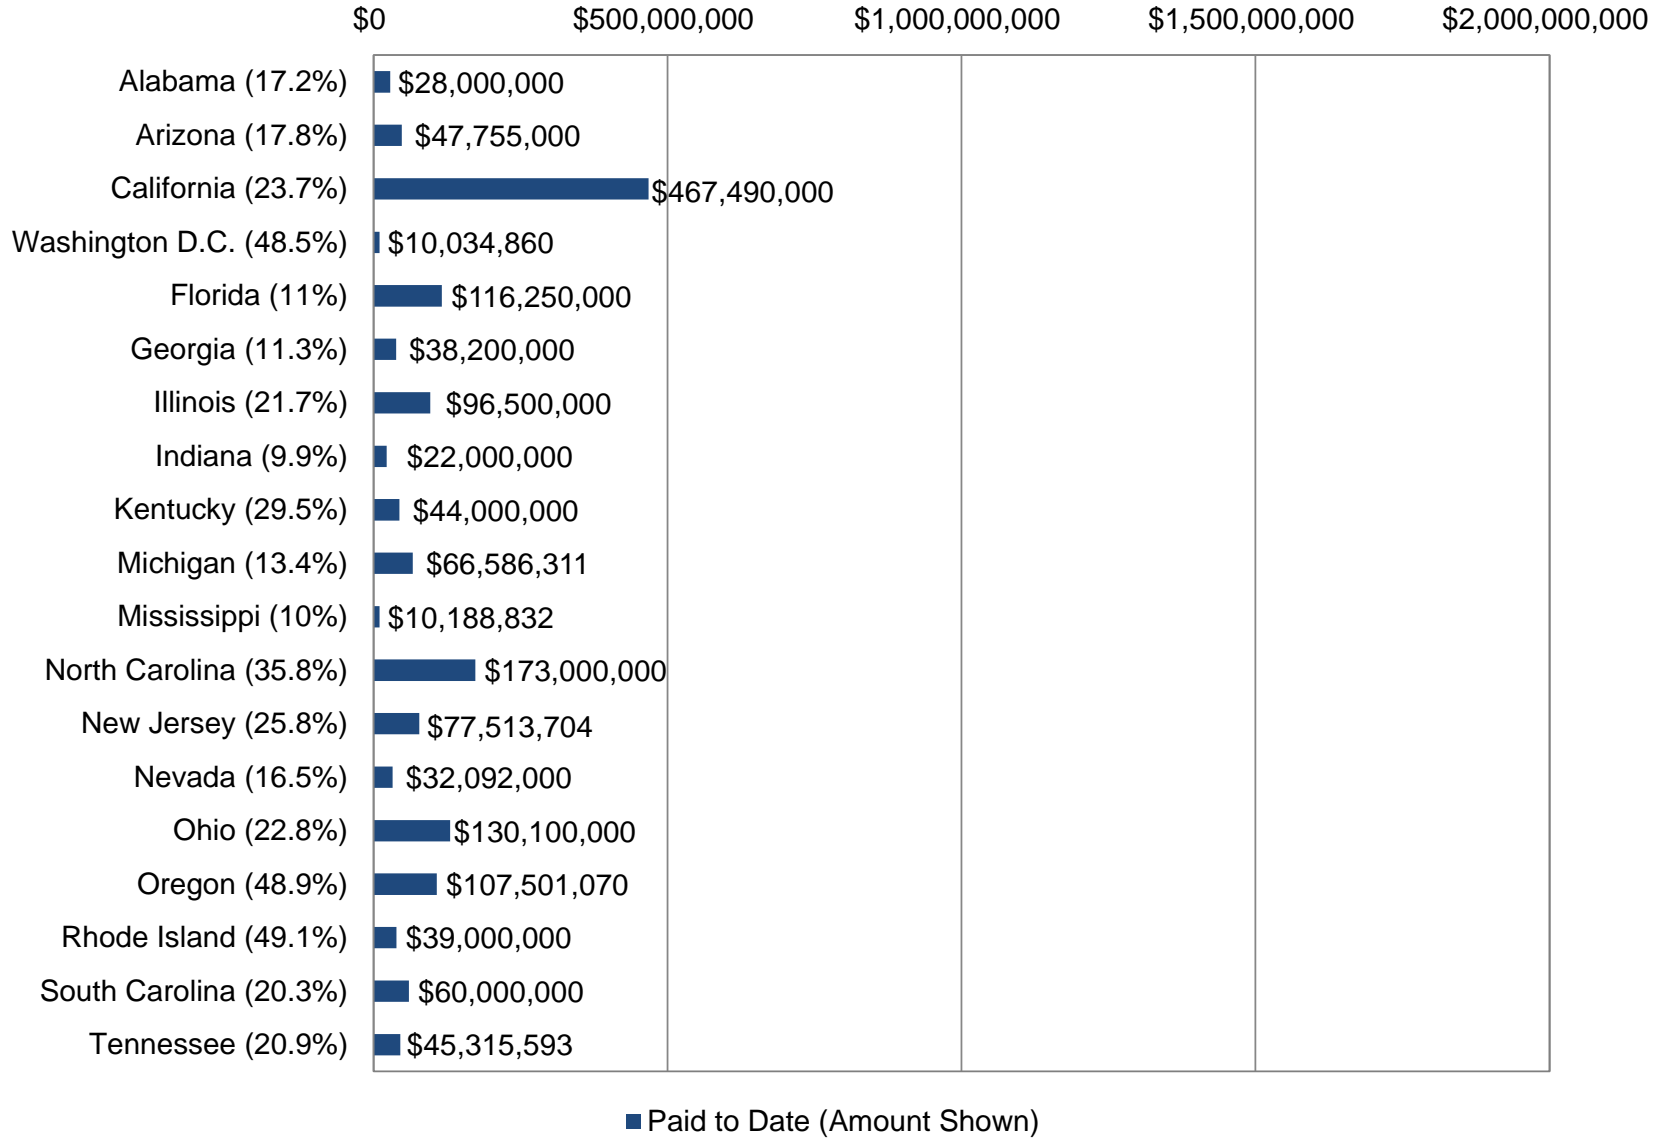 $0 $500,000,000 $1,000,000,000 $1,500,000,000 $2,000,000,000
Alabama (17.2%) $28,000,000
Arizona (17.8%) $47,755,000
California (23.7%) $467,490,000
Washington D.C. (48.5%) $10,034,860
Florida (11%) $116,250,000
Georgia (11.3%) $38,200,000
Illinois (21.7%) $96,500,000
Indiana (9.9%) $22,000,000
Kentucky (29.5%) $44,000,000
Michigan (13.4%) $66,586,311
Mississippi (10%) $10,188,832
North Carolina (35.8%) $173,000,000
New Jersey (25.8%) $77,513,704
Nevada (16.5%) $32,092,000
Ohio (22.8%) $130,100,000
Oregon (48.9%) $107,501,070
Rhode Island (49.1%) $39,000,000
South Carolina (20.3%) $60,000,000
Tennessee (20.9%) $45,315,593
Paid to Date (Amount Shown)